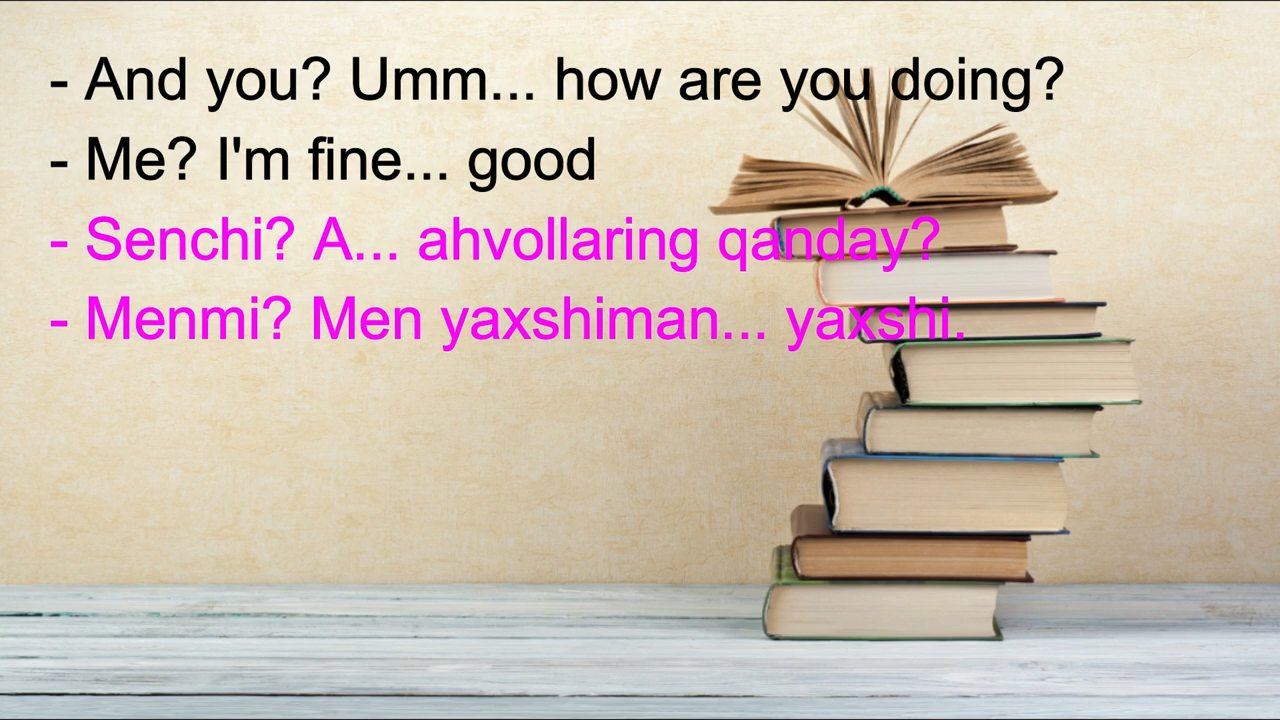 - And you? Umm... how are you doing?
- Me? I'm fine... good
- Senchi? A... ahvollaring qanday?
- Menmi? Men yaxshiman... yaxshi.